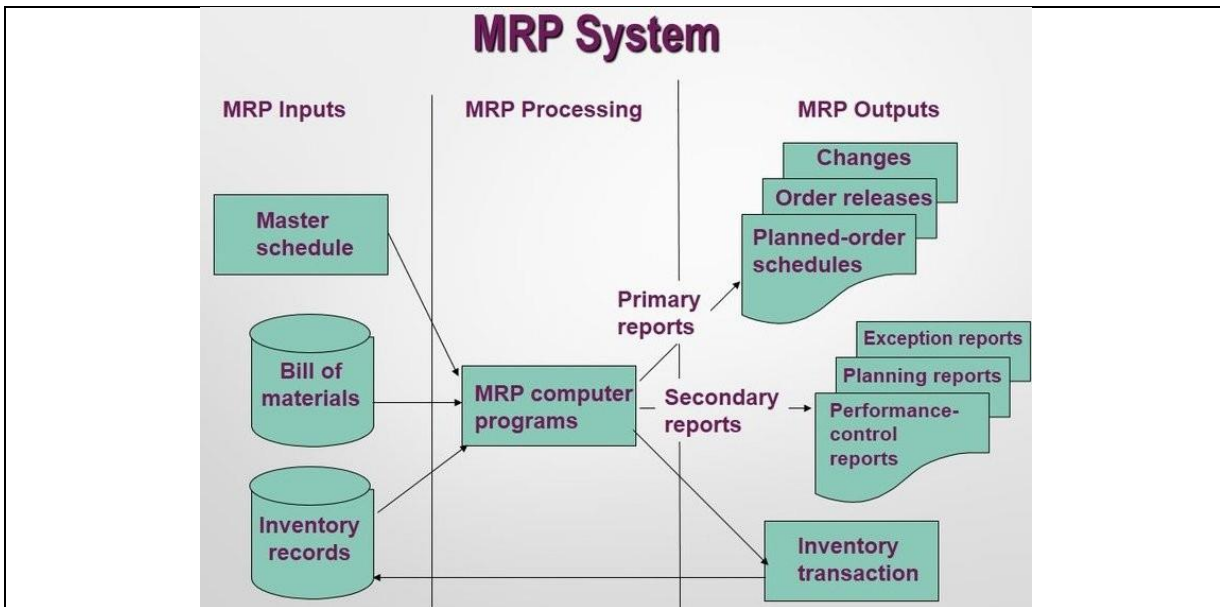 MRP System
MRP Inputs
MRP Processing
MRP Outputs
Master
schedule
Bill of
materials
Inventory
records
MRP computer
programs
Primary
reports
Secondary
reports
Changes
Order releases
Planned-order
schedules
Exception reports
Planning reports
Performance-
control
reports
Inventory
transaction